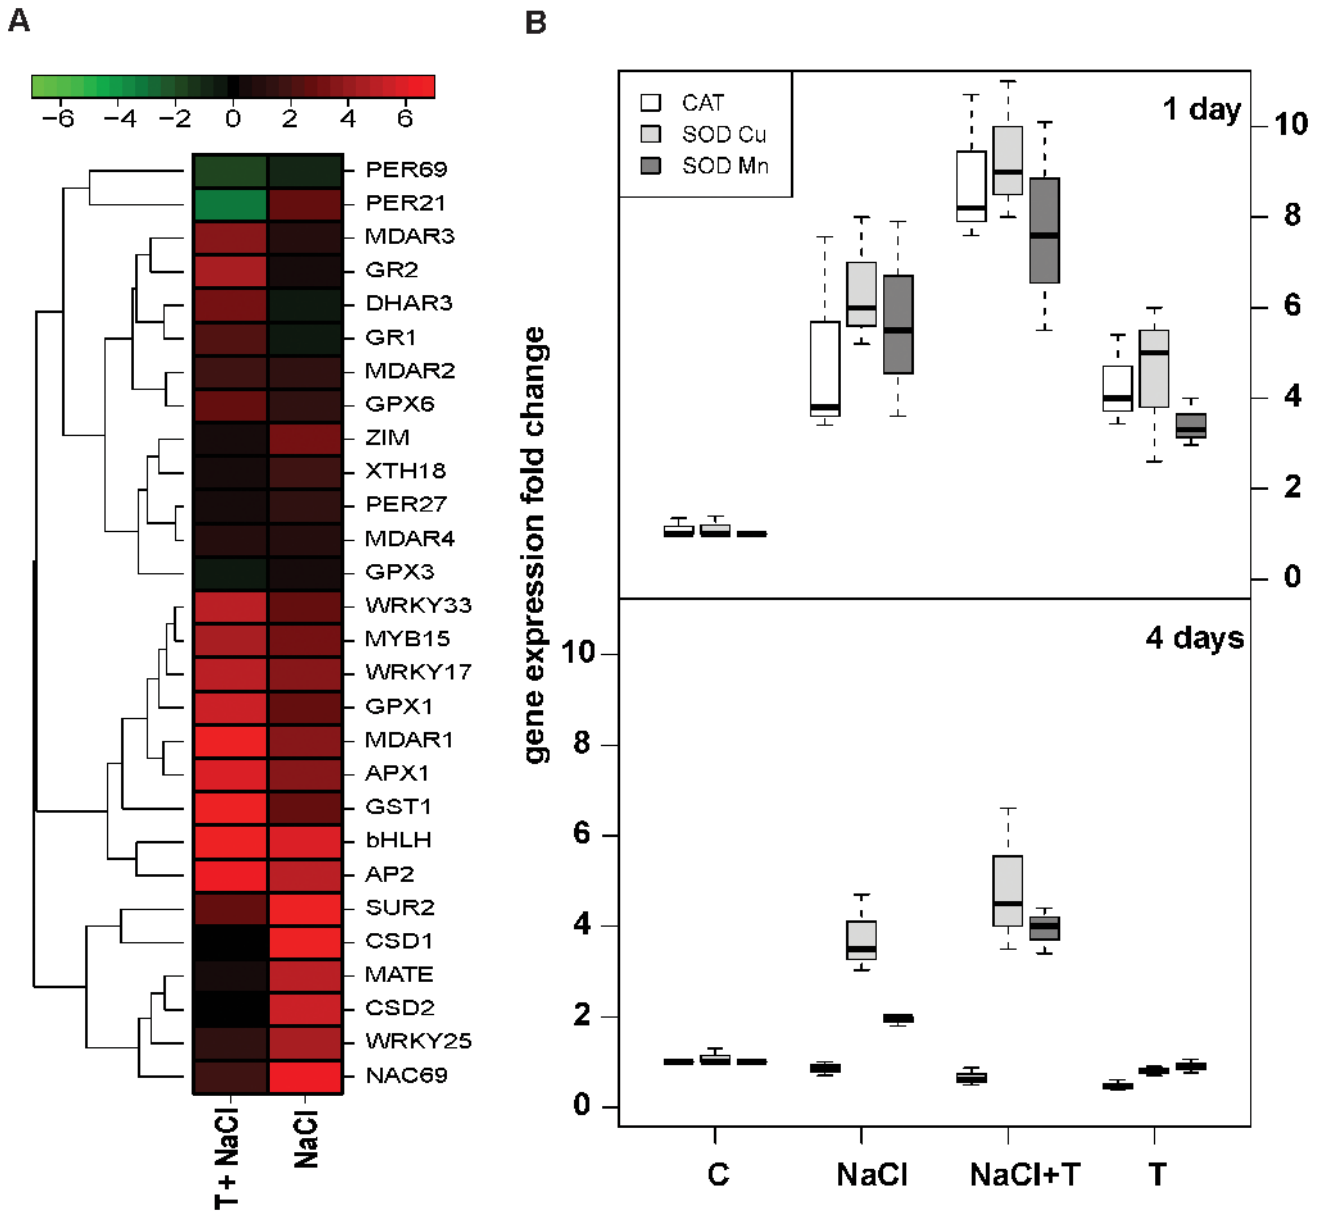 A
B
−6 −4 −2 0 2 4 6
PER69
PER21
MDAR3
GR2
DHAR3
GR1
MDAR2
GPX6
ZIM
XTH18
PER27
MDAR4
GPX3
WRKY33
MYB15
WRKY17
GPX1
MDAR1
APX1
GST1
bHLH
AP2
SUR2
CSD1
MATE
CSD2
WRKY25
NAC69
T+ NaCl
NaCl
gene expression fold change
CAT
SOD Cu
SOD Mn
1 day
10
8
6
4
2
0
4 days
10
8
6
4
2
0
C NaCl NaCl+T T